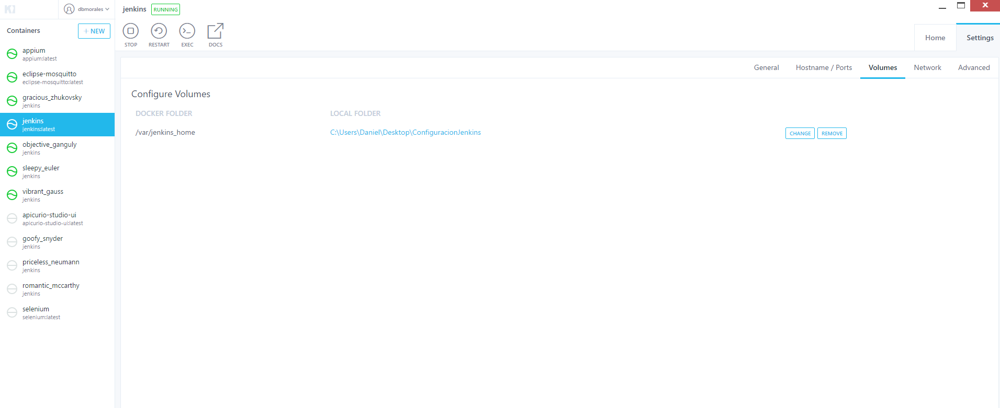 K!
dbmorales
Containers
+ NEW
appium
appium:latest
eclipse-mosquitto
eclipse-mosquitto:latest
gracious_zhukovsky
jenkins
jenkins
jenkins:latest
objective_ganguly
jenkins
sleepy_euler
jenkins
vibrant_gauss
jenkins
apicurio-studio-ui
apicurio-studio-ui:latest
goofy_snyder
jenkins
priceless_neumann
jenkins
romantic_mccarthy
jenkins
selenium
selenium:latest
jenkins RUNNING
STOP RESTART EXEC DOCS
Home Settings
General Hostname / Ports Volumes Network Advanced
Configure Volumes
DOCKER FOLDER LOCAL FOLDER
/var/jenkins_home C:\Users\Daniel\Desktop\ConfiguracionJenkins CHANGE REMOVE